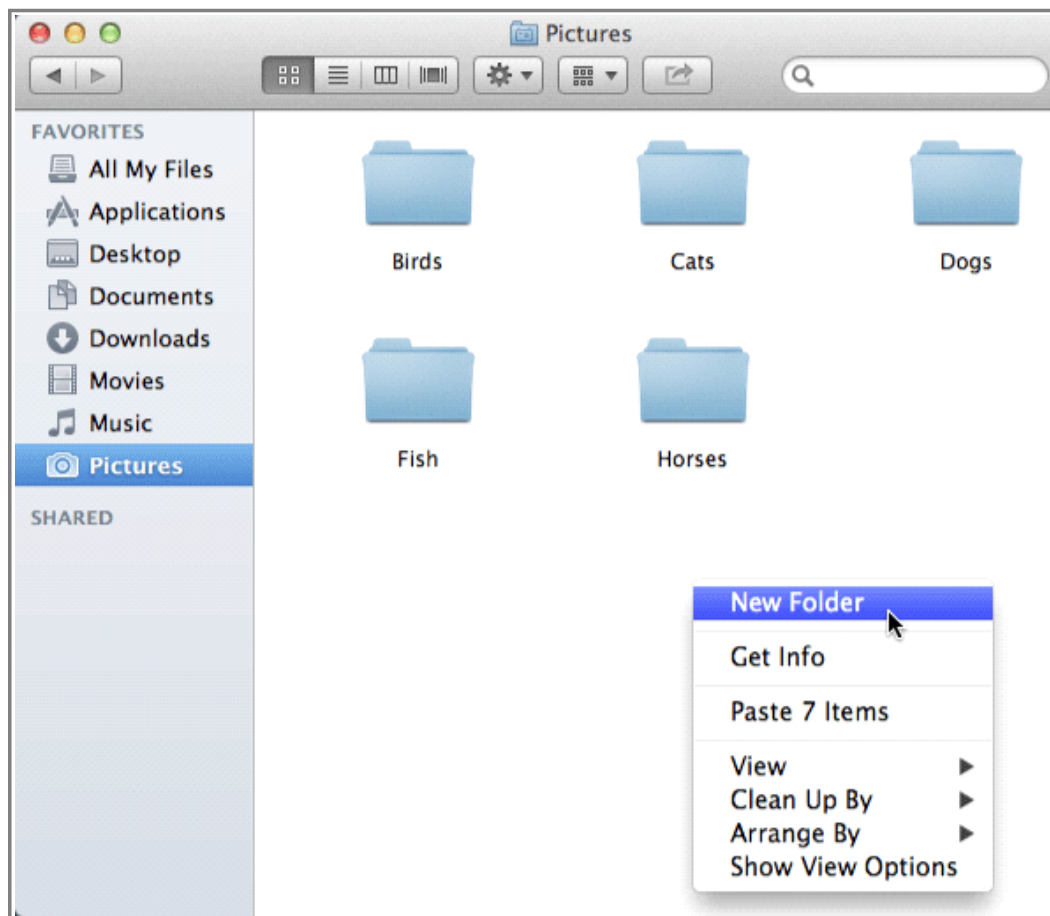 Pictures
FAVORITES
All My Files
Applications
Desktop
Documents
Downloads
Movies
Music
Pictures
SHARED
Birds
Cats
Dogs
Fish
Horses
New Folder
Get Info
Paste 7 Items
View
Clean Up By
Arrange By
Show View Options